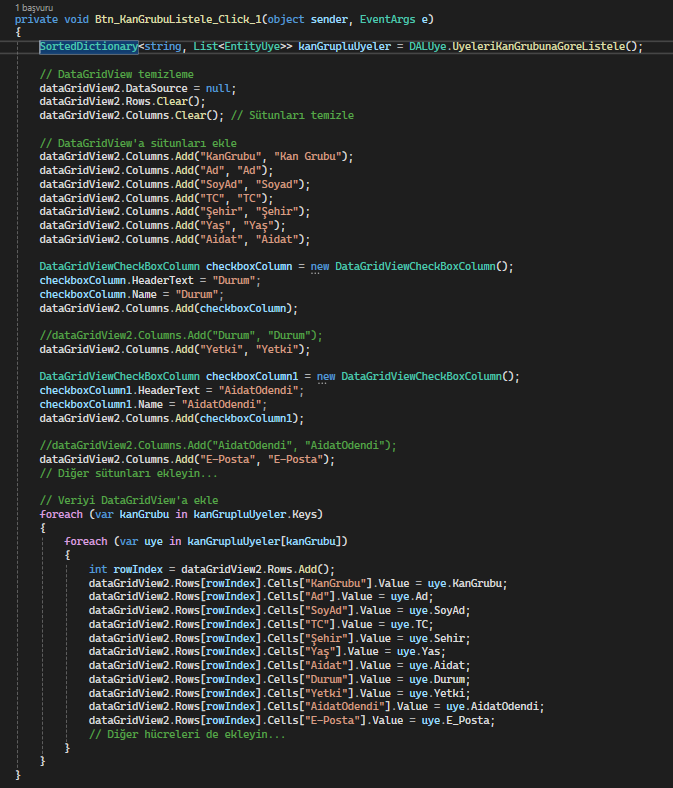 1 başvuru
private void Btn_KanGrubuListele_Click_1(object sender, EventArgs e)
{
SortedDictionary<string, List<EntityUye>> kanGrupluUyeler = DALUye.UyeleriKanGrubunaGoreListele();
// DataGridView temizleme
dataGridView2.DataSource = null;
dataGridView2.Rows.Clear();
dataGridView2.Columns.Clear(); // Sütunları temizle
// DataGridView'a sütunları ekle
dataGridView2.Columns.Add("KanGrubu", "Kan Grubu");
dataGridView2.Columns.Add("Ad", "Ad");
dataGridView2.Columns.Add("SoyAd", "Soyad");
dataGridView2.Columns.Add("TC", "TC");
dataGridView2.Columns.Add("Şehir", "Şehir");
dataGridView2.Columns.Add("Yaş", "Yaş");
dataGridView2.Columns.Add("Aidat", "Aidat");
DataGridViewCheckBoxColumn checkboxColumn = new DataGridViewCheckBoxColumn();
checkboxColumn.HeaderText = "Durum";
checkboxColumn.Name = "Durum";
dataGridView2.Columns.Add(checkboxColumn);
//dataGridView2.Columns.Add("Durum", "Durum");
dataGridView2.Columns.Add("Yetki", "Yetki");
DataGridViewCheckBoxColumn checkboxColumn1 = new DataGridViewCheckBoxColumn();
checkboxColumn1.HeaderText = "AidatOdendi";
checkboxColumn1.Name = "AidatOdendi";
dataGridView2.Columns.Add(checkboxColumn1);
//dataGridView2.Columns.Add("AidatOdendi", "AidatOdendi");
dataGridView2.Columns.Add("E-Posta", "E-Posta");
// Diğer sütunları ekleyin...
// Veriyi DataGridView'a ekle
foreach (var kanGrubu in kanGrupluUyeler.Keys)
{
foreach (var uye in kanGrupluUyeler[kanGrubu])
{
int rowIndex = dataGridView2.Rows.Add();
dataGridView2.Rows[rowIndex].Cells["KanGrubu"].Value = uye.KanGrubu;
dataGridView2.Rows[rowIndex].Cells["Ad"].Value = uye.Ad;
dataGridView2.Rows[rowIndex].Cells["SoyAd"].Value = uye.SoyAd;
dataGridView2.Rows[rowIndex].Cells["TC"].Value = uye.TC;
dataGridView2.Rows[rowIndex].Cells["Şehir"].Value = uye.Sehir;
dataGridView2.Rows[rowIndex].Cells["Yaş"].Value = uye.Yas;
dataGridView2.Rows[rowIndex].Cells["Aidat"].Value = uye.Aidat;
dataGridView2.Rows[rowIndex].Cells["Durum"].Value = uye.Durum;
dataGridView2.Rows[rowIndex].Cells["Yetki"].Value = uye.Yetki;
dataGridView2.Rows[rowIndex].Cells["AidatOdendi"].Value = uye.AidatOdendi;
dataGridView2.Rows[rowIndex].Cells["E-Posta"].Value = uye.E_Posta;
// Diğer hücreleri de ekleyin...
}
}
}